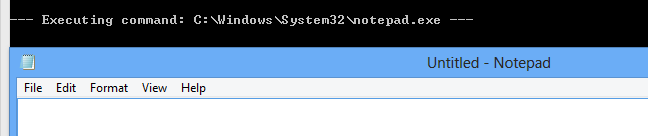 --- Executing command: C:\Windows\System32\notepad.exe ---
Untitled - Notepad
File Edit Format View Help